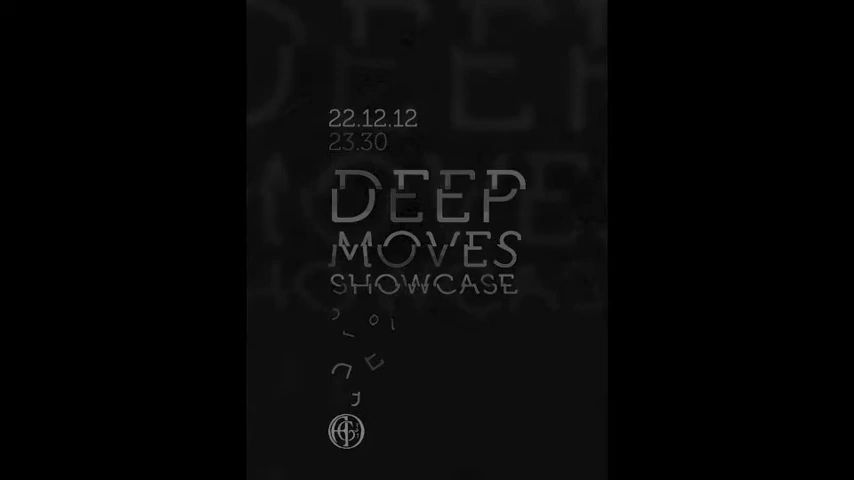 22.12.12
23.30
DEEP
MOVES
SHOWCASE